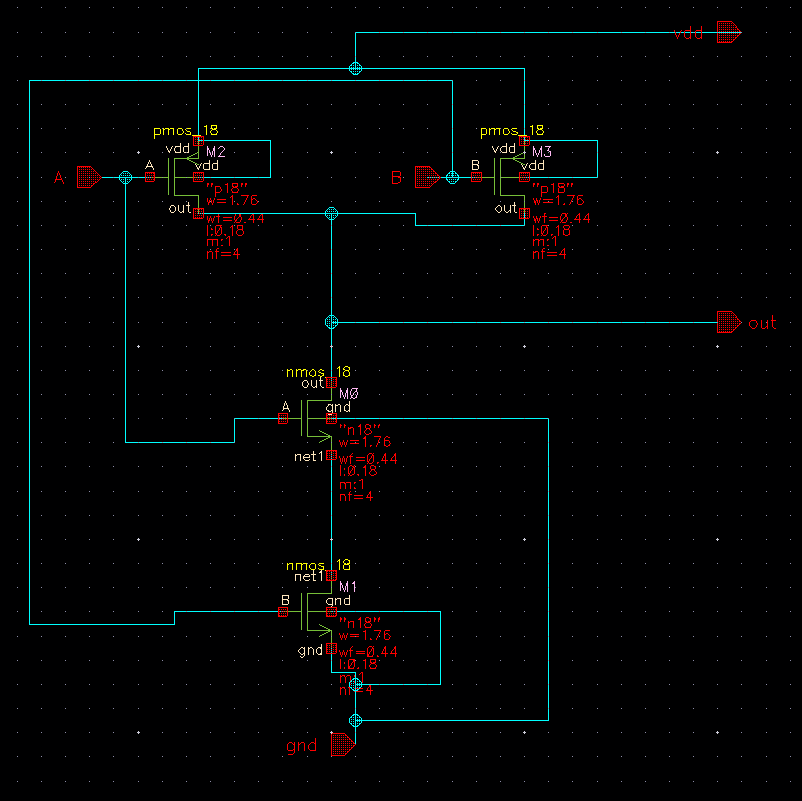 vdd
pmos_18
vdd
M2
A
A
vdd
out
"p18"
w=1.76
wf=0.44
l:0.18
m:1
nf=4
pmos_18
vdd
M3
B
B
vdd
out
"p18"
w=1.76
wf=0.44
l:0.18
m:1
nf=4
out
nmos_18
out
M0
A
gnd
net1
"n18"
w=1.76
wf=0.44
l:0.18
m:1
nf=4
nmos_18
net1
M1
B
gnd
gnd
"n18"
w=1.76
wf=0.44
l:0.18
m:1
nf=4
gnd